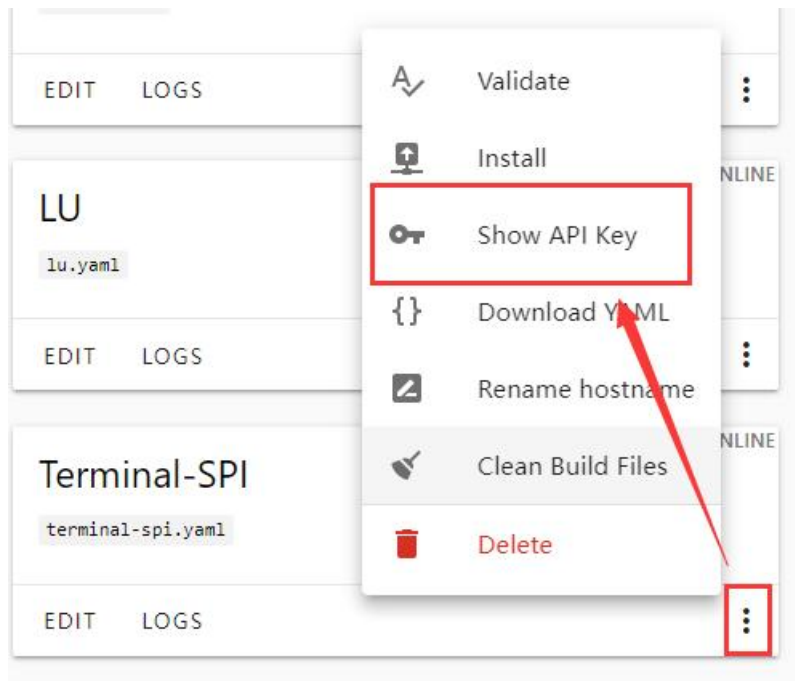 EDIT LOGS
Validate
Install
NLINE
LU
Show API Key
lu.yaml
Download YAML
EDIT LOGS
Rename hostname
NLINE
Terminal-SPI
Clean Build Files
terminal-spi.yaml
Delete
EDIT LOGS